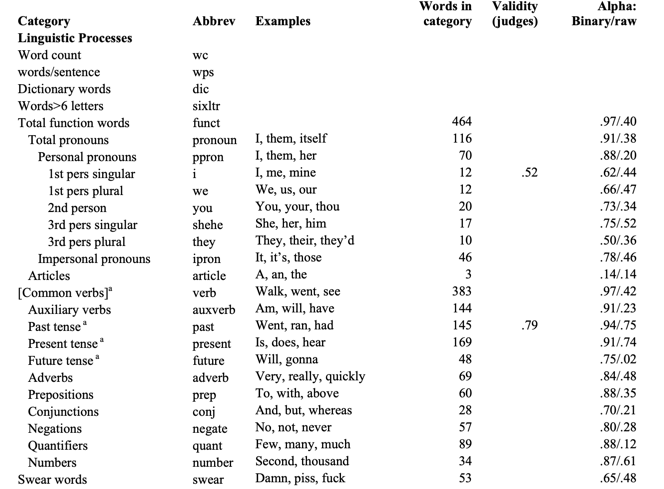 Words in Validity Alpha:
Category Abbrev Examples category (judges) Binary/raw
Linguistic Processes
Word count wc
words/sentence wps
Dictionary words dic
Words>6 letters sixltr
Total function words funct 464 .97/.40
Total pronouns pronoun I, them, itself 116 .91/.38
Personal pronouns ppron I, them, her 70 .88/.20
1st pers singular i I, me, mine 12 .52 .62/.44
1st pers plural we We, us, our 12 .66/.47
2nd person you You, your, thou 20 .73/.34
3rd pers singular shehe She, her, him 17 .75/.52
3rd pers plural they They, their, they’d 10 .50/.36
Impersonal pronouns ipron It, it’s, those 46 .78/.46
Articles article A, an, the 3 .14/.14
[Common verbs]a verb Walk, went, see 383 .97/.42
Auxiliary verbs auxverb Am, will, have 144 .91/.23
Past tense a past Went, ran, had 145 .79 .94/.75
Present tense a present Is, does, hear 169 .91/.74
Future tense a future Will, gonna 48 .75/.02
Adverbs adverb Very, really, quickly 69 .84/.48
Prepositions prep To, with, above 60 .88/.35
Conjunctions conj And, but, whereas 28 .70/.21
Negations negate No, not, never 57 .80/.28
Quantifiers quant Few, many, much 89 .88/.12
Numbers number Second, thousand 34 .87/.61
Swear words swear Damn, piss, fuck 53 .65/.48